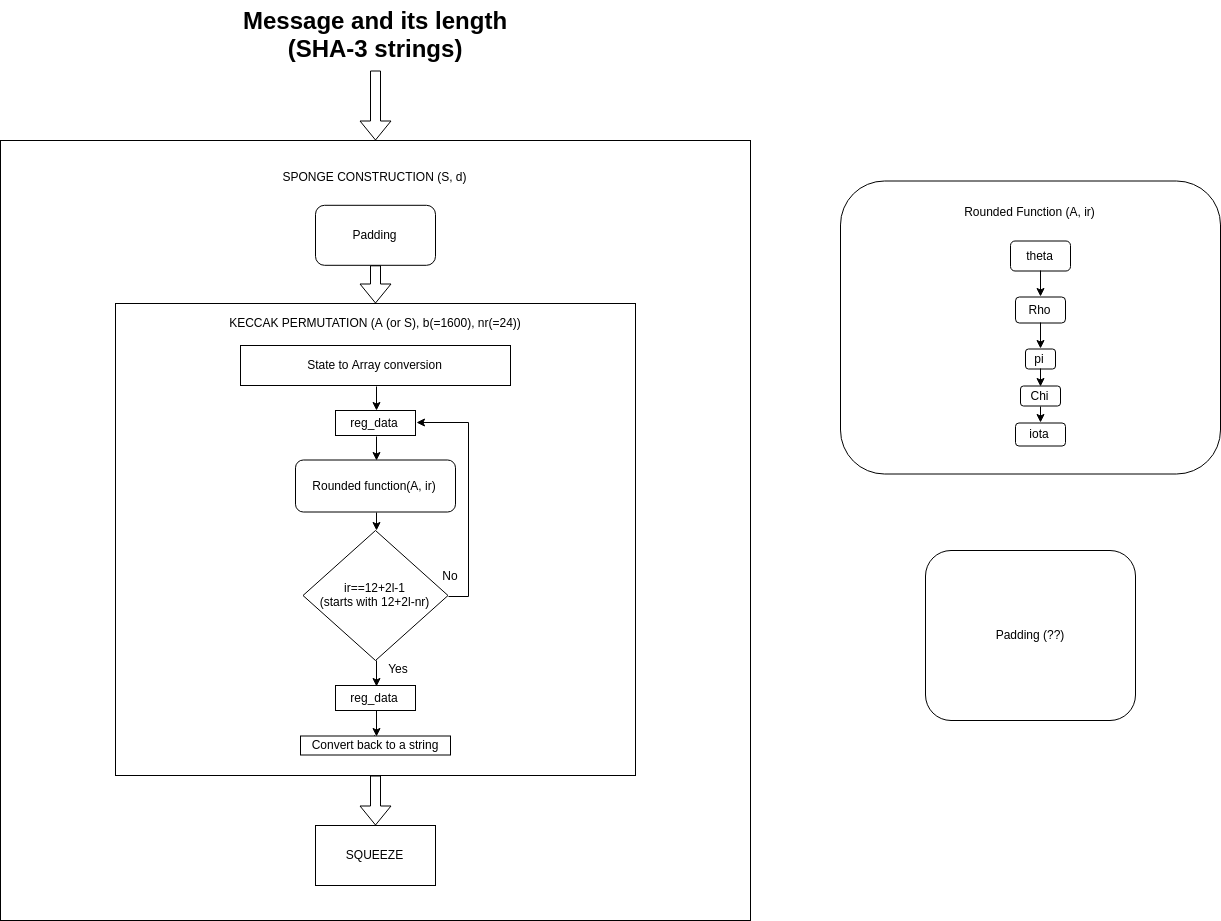 Message and its length
(SHA-3 strings)
SPONGE CONSTRUCTION (S, d)
Padding
KECCAK PERMUTATION (A (or S), b(=1600), nr(=24))
State to Array conversion
reg_data
Rounded function(A, ir)
ir==12+2l-1
(starts with 12+2l-nr)
No
Yes
reg_data
Convert back to a string
SQUEEZE
Rounded Function (A, ir)
theta
Rho
pi
Chi
iota
Padding (??)